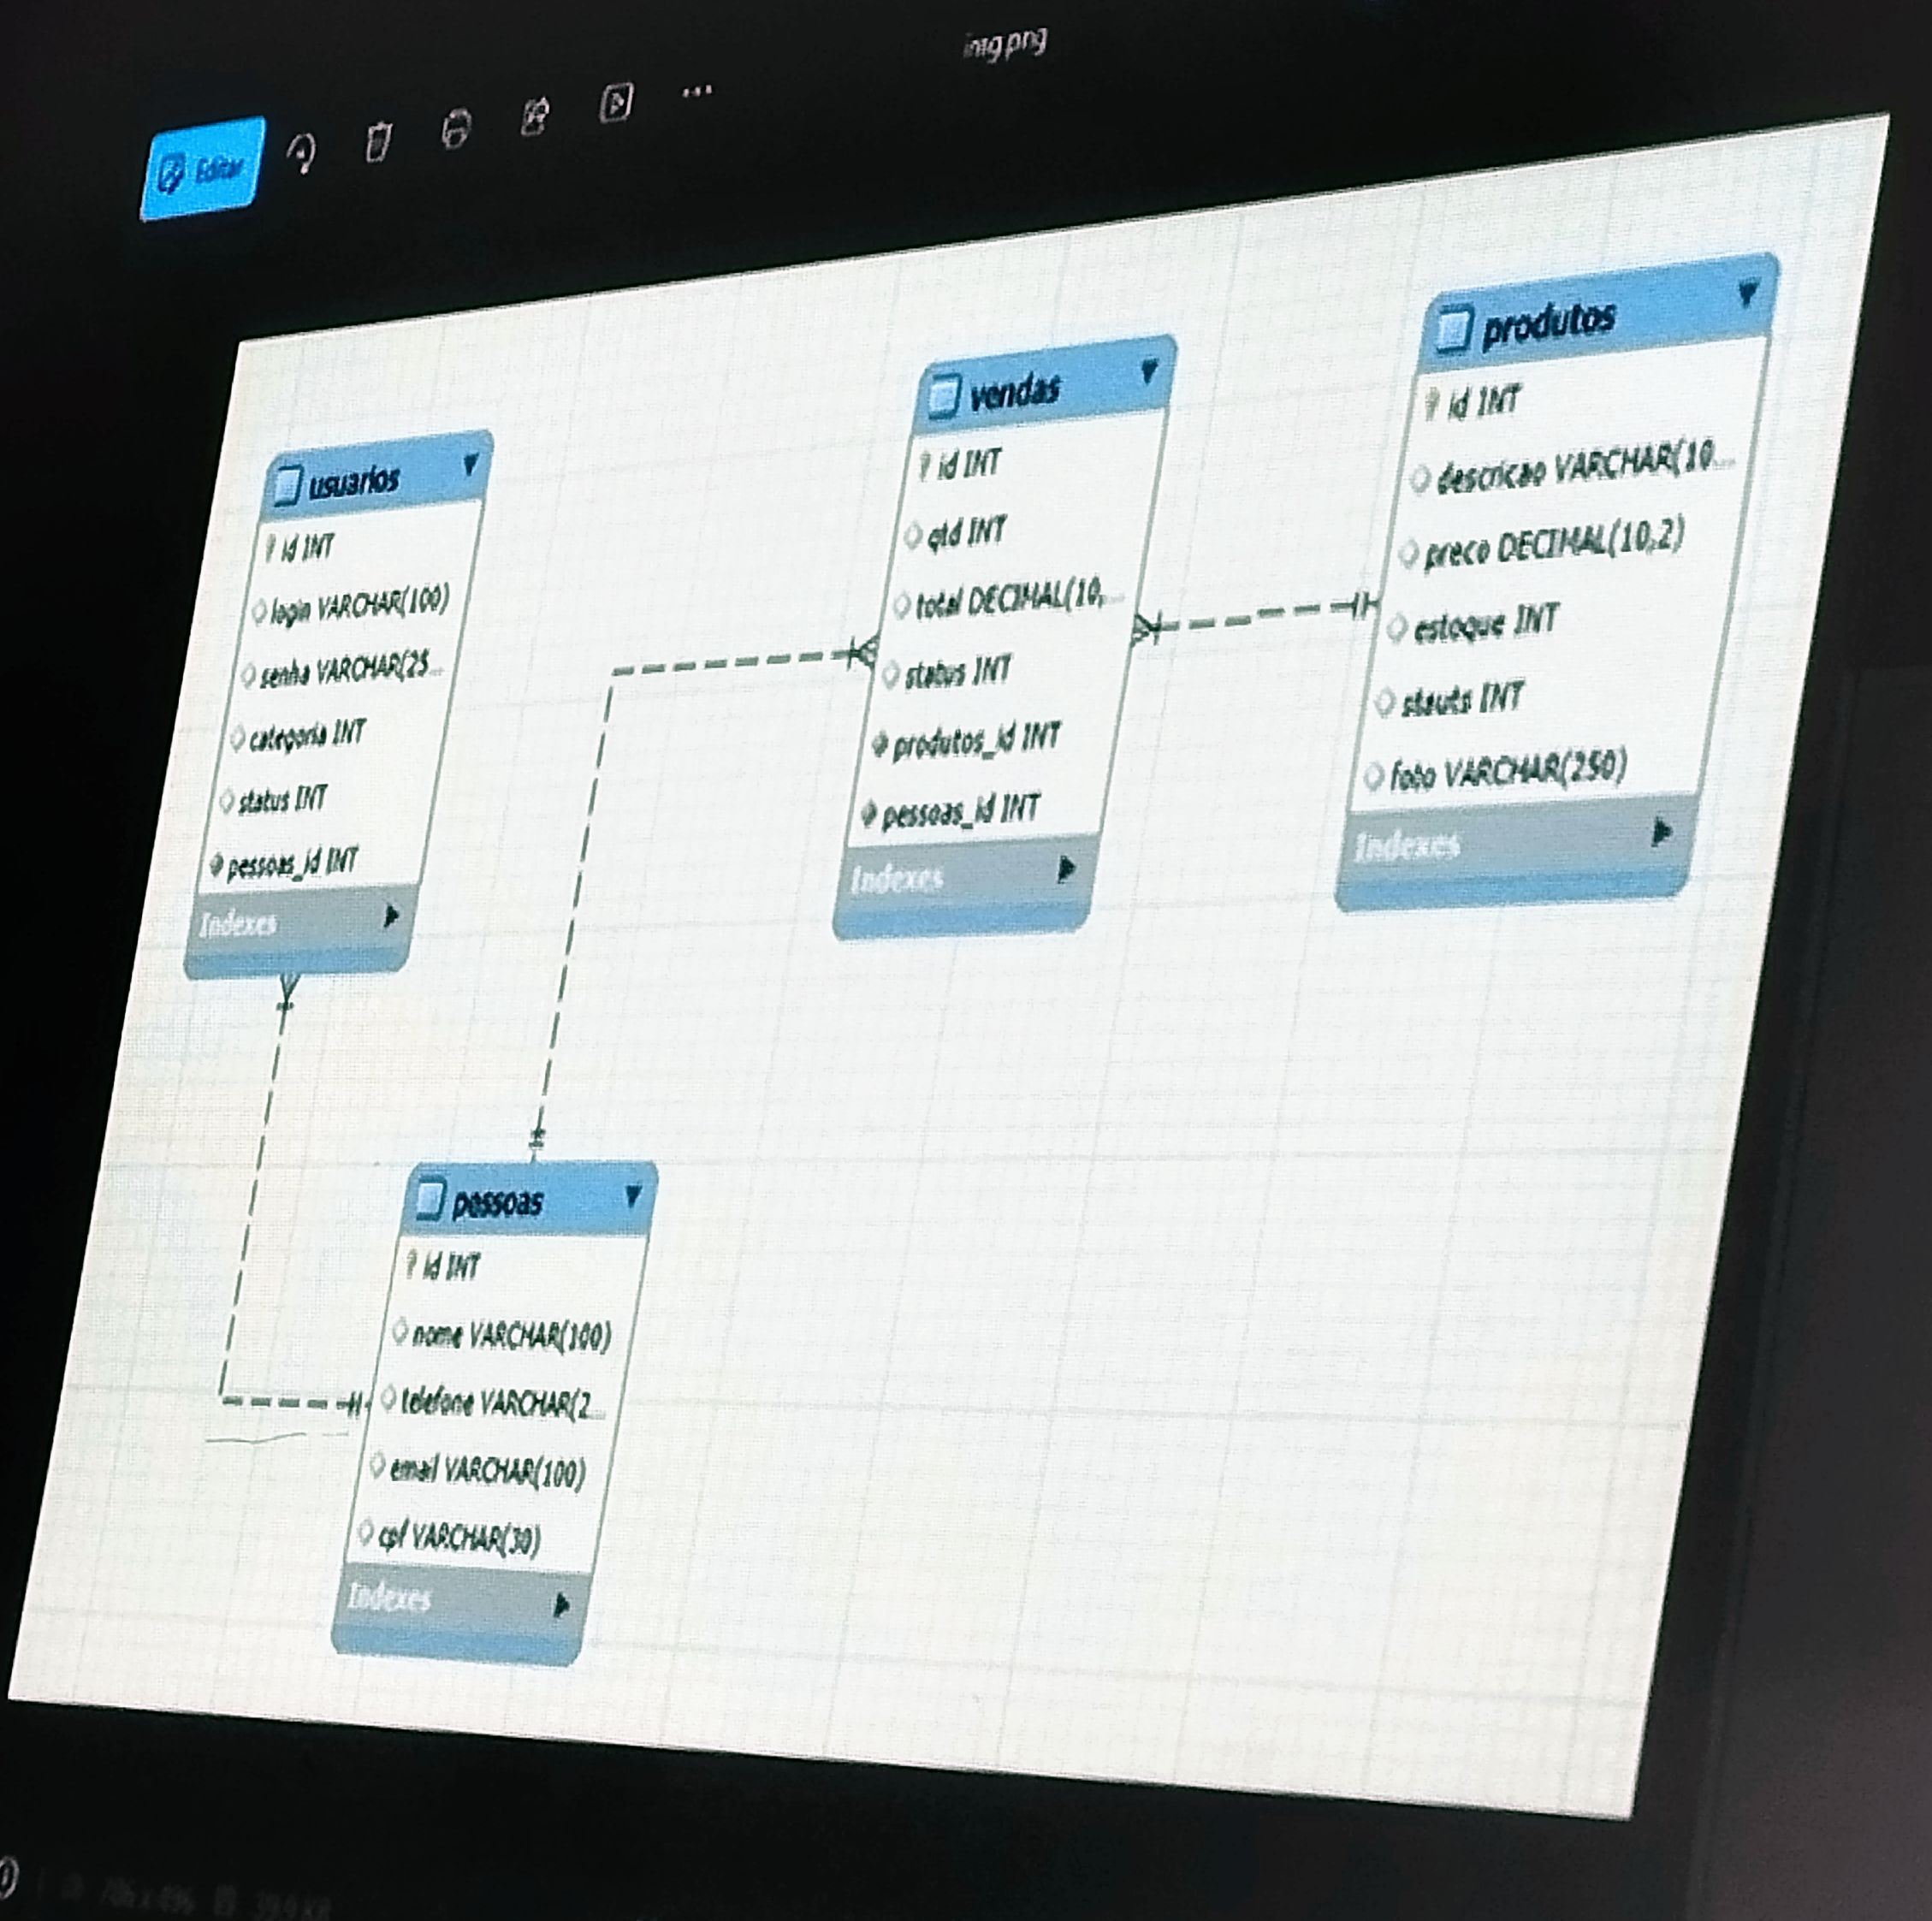 img.png
Editar
usuarios
id INT
login VARCHAR(100)
senha VARCHAR(25...
categoria INT
status INT
pessoas_id INT
Indexes
vendas
id INT
qtd INT
total DECIMAL(10,...
status INT
produtos_id INT
pessoas_id INT
Indexes
produtos
id INT
descricao VARCHAR(10...
preco DECIMAL(10,2)
estoque INT
stauts INT
foto VARCHAR(250)
Indexes
pessoas
id INT
nome VARCHAR(100)
telefone VARCHAR(2...
email VARCHAR(100)
cpf VARCHAR(30)
Indexes